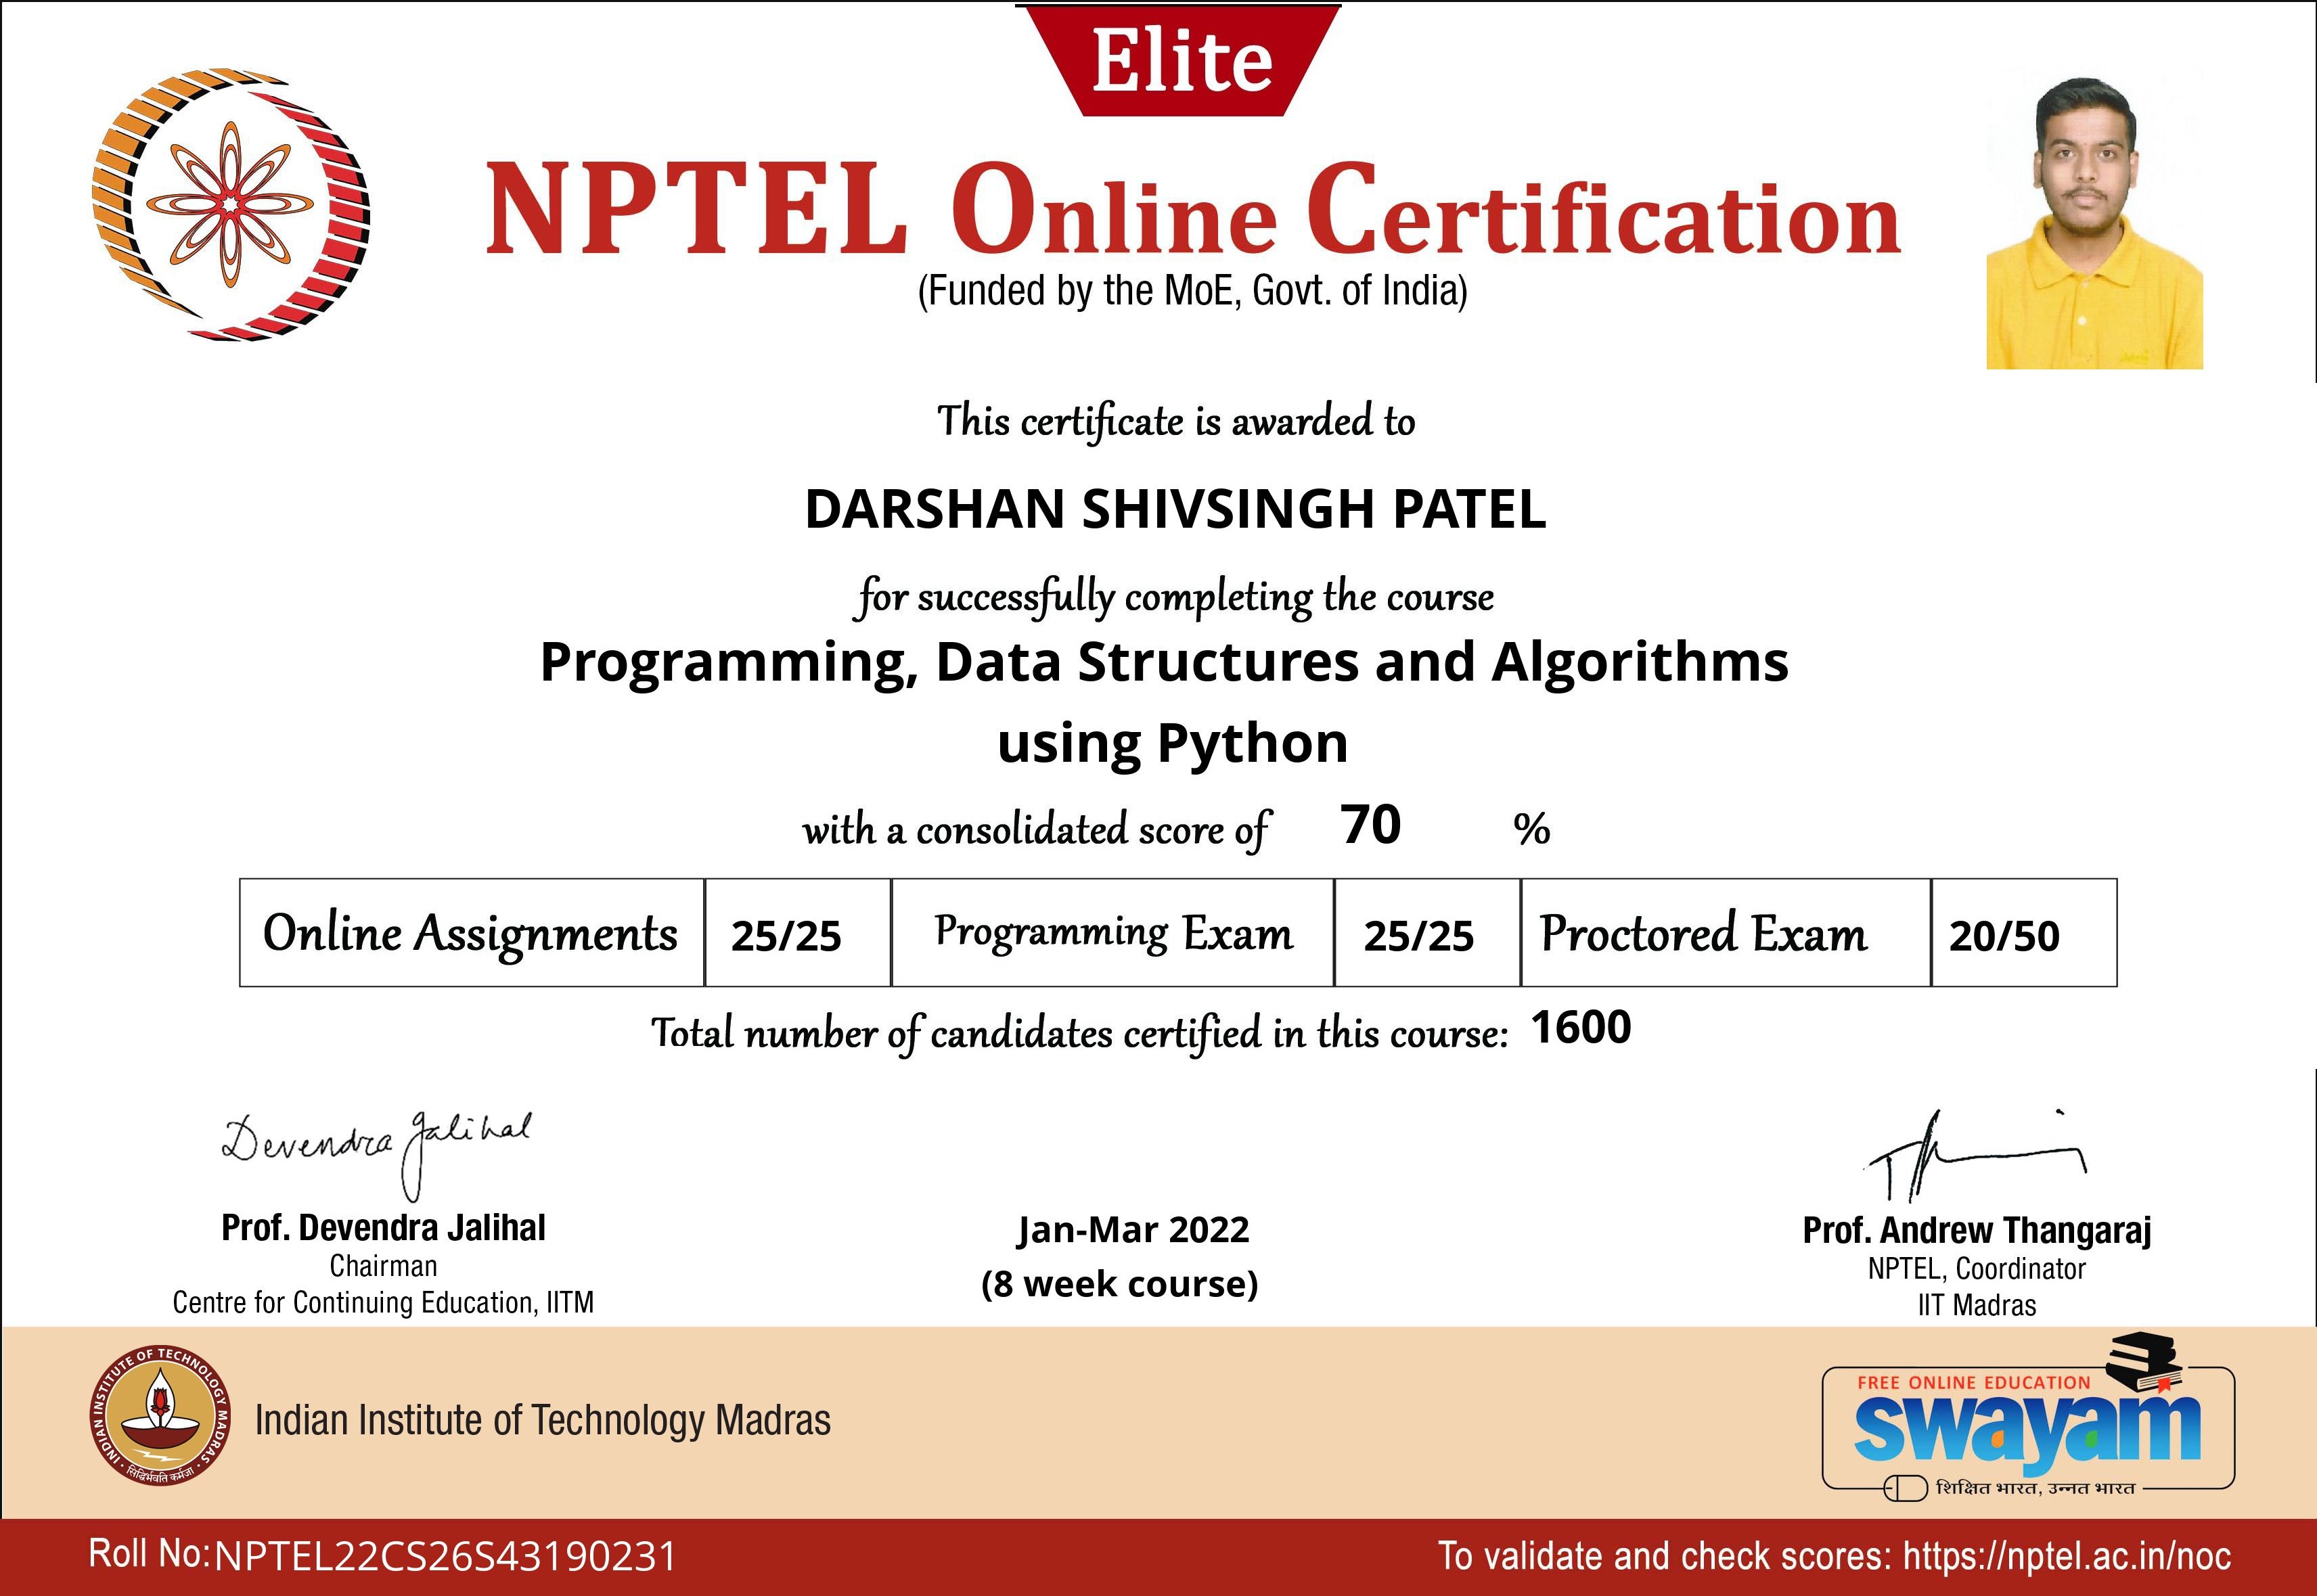 Elite
NPTEL Online Certification
(Funded by the MoE, Govt. of India)
This certificate is awarded to
DARSHAN SHIVSINGH PATEL
for successfully completing the course
Programming, Data Structures and Algorithms
using Python
with a consolidated score of 70 %
Online Assignments 25/25 Programming Exam 25/25 Proctored Exam 20/50
Total number of candidates certified in this course: 1600
Devendra Jalihal
Prof. Devendra Jalihal
Chairman
Centre for Continuing Education, IITM
Jan-Mar 2022
(8 week course)
Prof. Andrew Thangaraj
NPTEL, Coordinator
IIT Madras
INDIAN INSTITUTE OF TECHNOLOGY MADRAS
सिद्धिर्भवति कर्मजा
Indian Institute of Technology Madras
FREE ONLINE EDUCATION
swayam
शिक्षित भारत, उन्नत भारत
Roll No:NPTEL22CS26S43190231
To validate and check scores: https://nptel.ac.in/noc